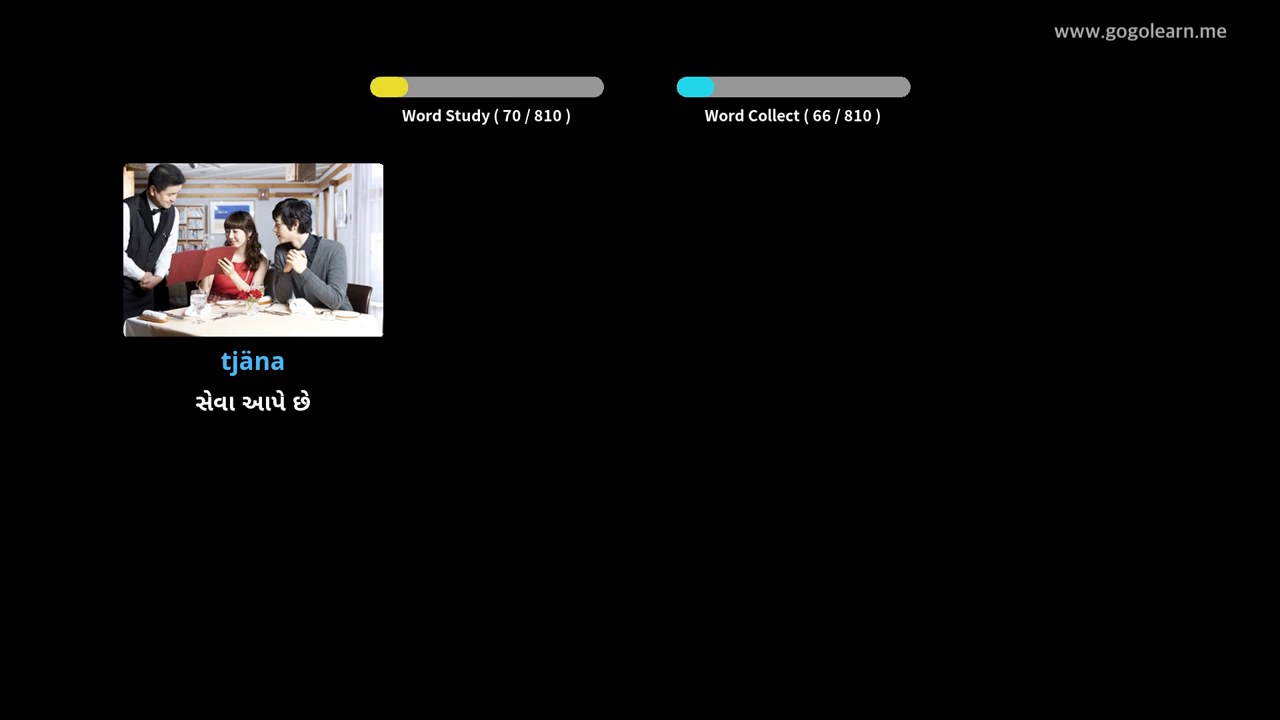 www.gogolearn.me
Word Study ( 70 / 810 )
Word Collect ( 66 / 810 )
tjäna
સેવા આપે છે